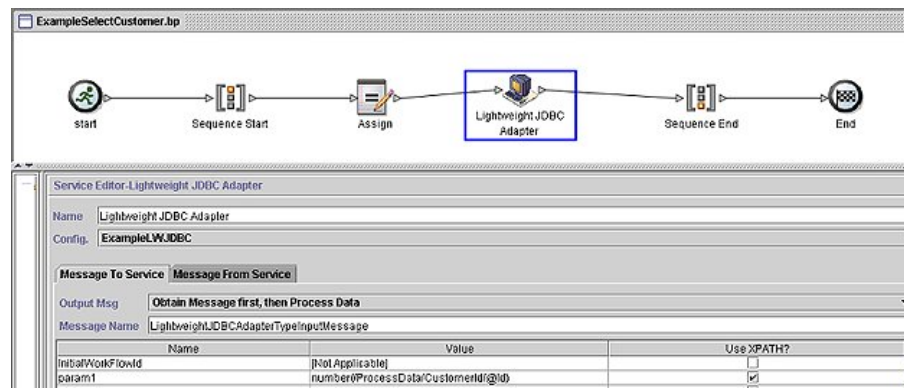 ExampleSelectCustomer.bp
start
Sequence Start
Assign
Lightweight JDBC
Adapter
Sequence End
End
Service Editor-Lightweight JDBC Adapter
Name Lightweight JDBC Adapter
Config. ExampleLWJDBC
Message To Service Message From Service
Output Msg Obtain Message first, then Process Data
Message Name LightweightJDBCAdapterTypeInputMessage
Name Value Use XPATH?
InitialWorkFlowId [Not Applicable]
param1 number(/ProcessData/CustomerId/@id)